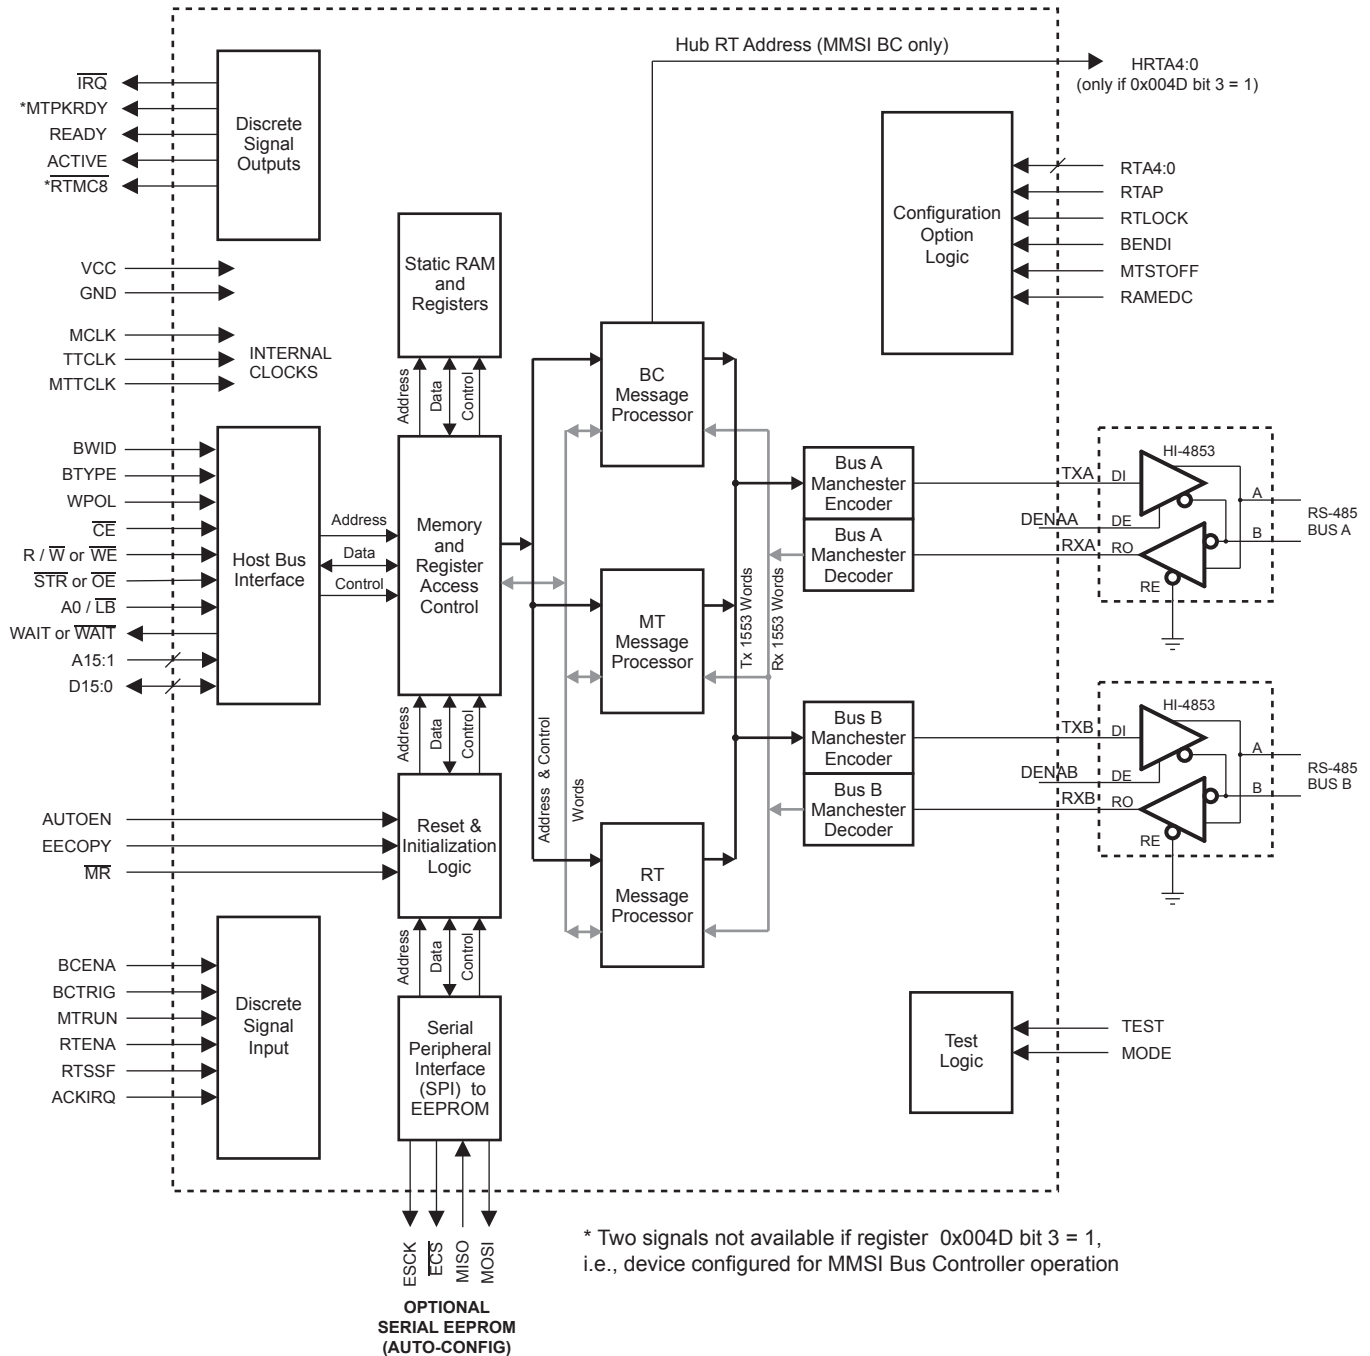 Hub RT Address (MMSI BC only)
HRTA4:0
(only if 0x004D bit 3 = 1)
IRQ
*MTPKRDY
READY
ACTIVE
*RTMC8
Discrete
Signal
Outputs
VCC
GND
MCLK
TTCLK
MTTCLK
INTERNAL
CLOCKS
Static RAM
and
Registers
Configuration
Option
Logic
RTA4:0
RTAP
RTLOCK
BENDI
MTSTOFF
RAMEDC
Address
Data
Control
BWID
BTYPE
WPOL
CE
R / W or WE
STR or OE
A0 / LB
WAIT or WAIT
A15:1
D15:0
Host Bus
Interface
Address
Data
Control
Memory
and
Register
Access
Control
BC
Message
Processor
MT
Message
Processor
RT
Message
Processor
Address & Control
Words
Tx 1553 Words
Rx 1553 Words
Bus A
Manchester
Encoder
Bus A
Manchester
Decoder
TXA
DENAA
RXA
HI-4853
DI
DE
RO
RE
A
B
RS-485
BUS A
Bus B
Manchester
Encoder
Bus B
Manchester
Decoder
TXB
DENAB
RXB
HI-4853
DI
DE
RO
RE
A
B
RS-485
BUS B
Address
Data
Control
AUTOEN
EECOPY
MR
Reset &
Initialization
Logic
Address
Data
Control
BCENA
BCTRIG
MTRUN
RTENA
RTSSF
ACKIRQ
Discrete
Signal
Input
Serial
Peripheral
Interface
(SPI) to
EEPROM
Test
Logic
TEST
MODE
ESCK
ECS
MISO
MOSI
OPTIONAL
SERIAL EEPROM
(AUTO-CONFIG)
* Two signals not available if register 0x004D bit 3 = 1,
i.e., device configured for MMSI Bus Controller operation